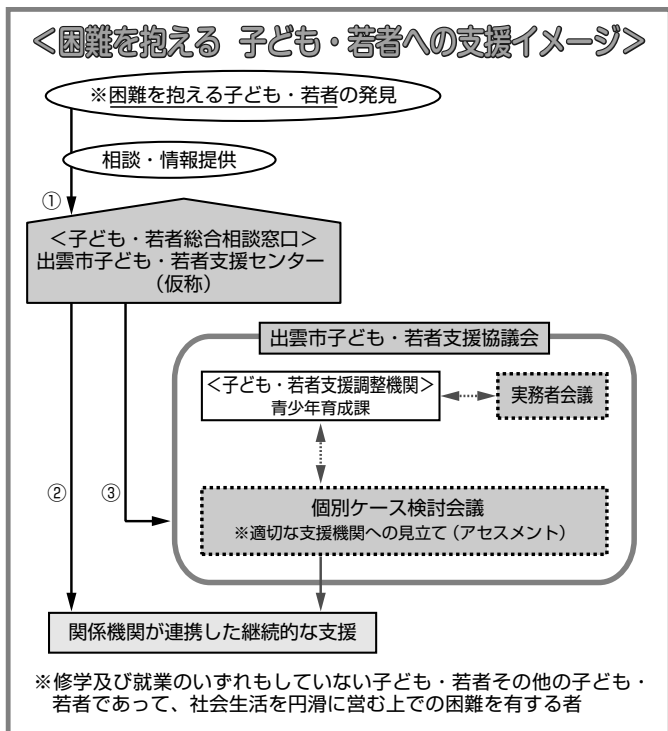 ＜困難を抱える 子ども・若者への支援イメージ＞
※困難を抱える子ども・若者の発見
相談・情報提供
①
＜子ども・若者総合相談窓口＞
出雲市子ども・若者支援センター
（仮称）
出雲市子ども・若者支援協議会
＜子ども・若者支援調整機関＞
青少年育成課
実務者会議
②
③
個別ケース検討会議
※適切な支援機関への見立て（アセスメント）
関係機関が連携した継続的な支援
※修学及び就業のいずれもしていない子ども・若者その他の子ども・
若者であって、社会生活を円滑に営む上での困難を有する者